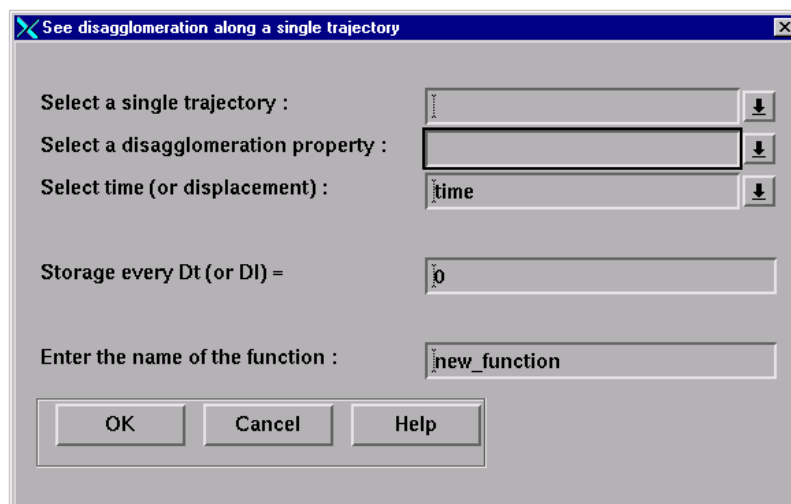 See disagglomeration along a single trajectory
Select a single trajectory :
Select a disagglomeration property :
Select time (or displacement) :
time
Storage every Dt (or Dl) =
0
Enter the name of the function :
new_function
OK
Cancel
Help